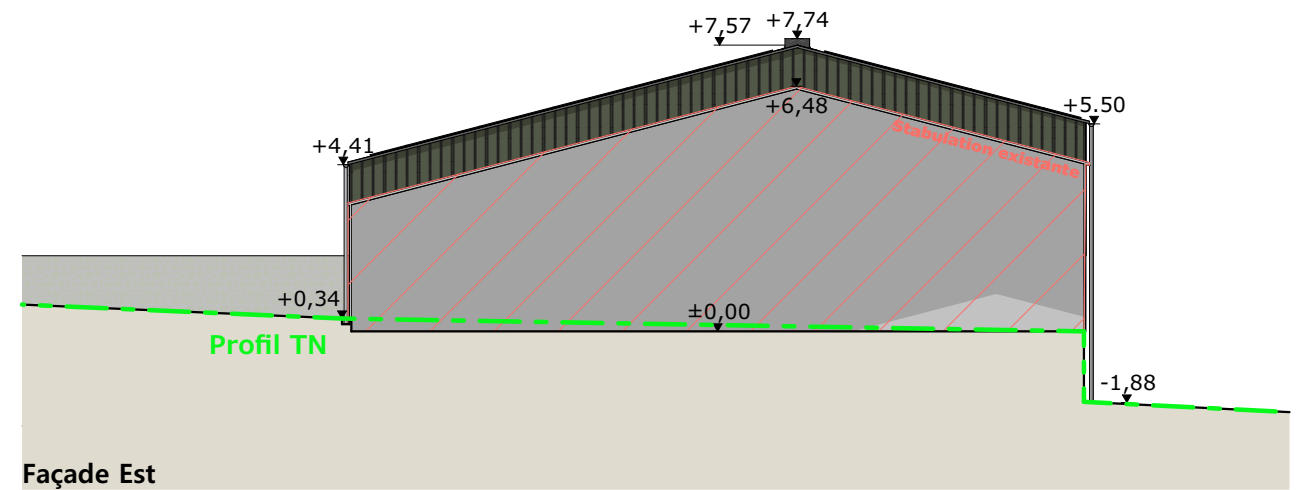 +7,57 +7,74
+6,48
+5.50
+4,41
Stabulation existante
+0,34
±0,00
Profil TN
-1,88
Façade Est